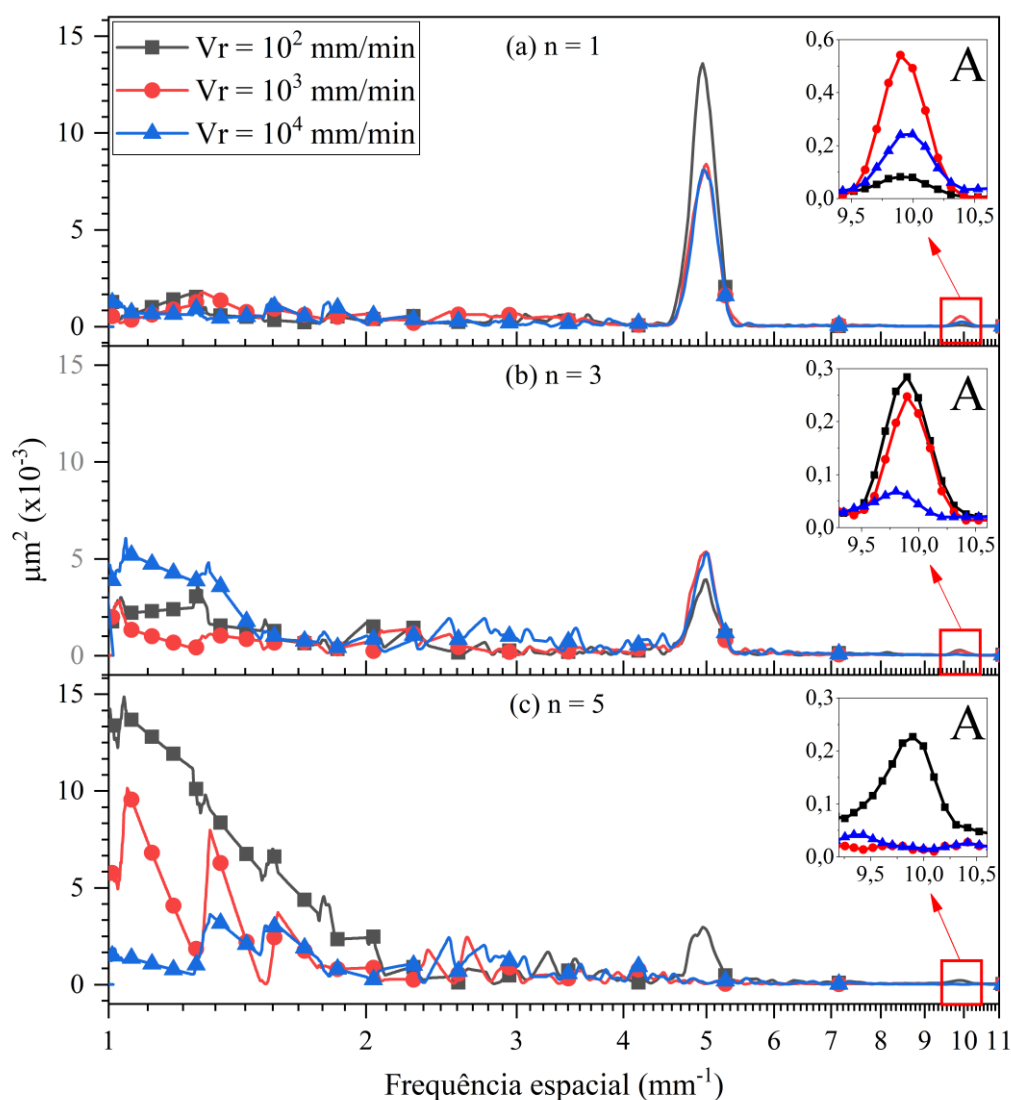 15
10
5
0
Vr = 10² mm/min
Vr = 10³ mm/min
Vr = 10⁴ mm/min
(a) n = 1
A
0,6
0,4
0,2
0,0
9,5 10,0 10,5
15
10
5
0
(b) n = 3
A
0,3
0,2
0,1
0,0
9,5 10,0 10,5
µm² (x10⁻³)
15
10
5
0
(c) n = 5
A
0,3
0,2
0,1
0,0
9,5 10,0 10,5
1 2 3 4 5 6 7 8 9 10 11
Frequência espacial (mm⁻¹)